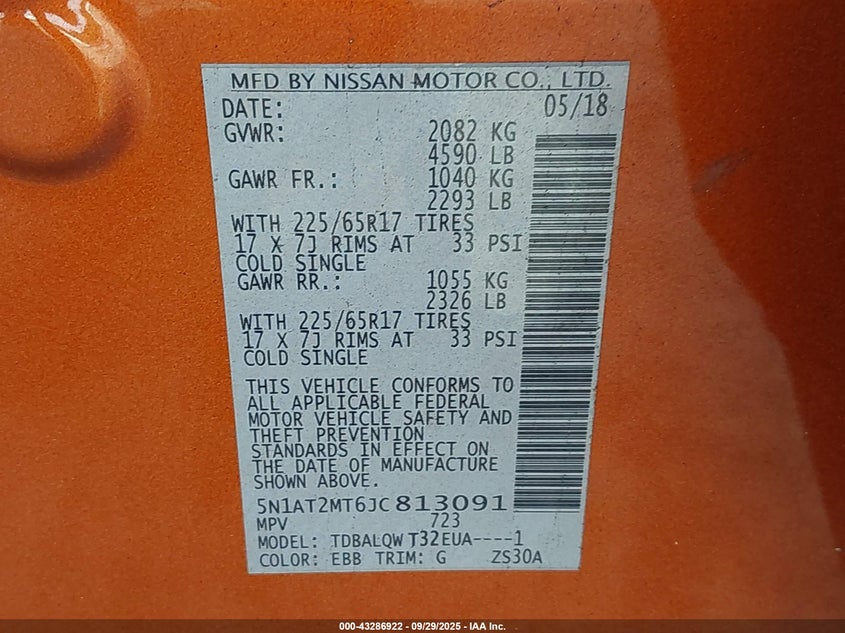 MFD BY NISSAN MOTOR CO., LTD.
DATE: 05/18
GVWR: 2082 KG
4590 LB
GAWR FR.: 1040 KG
2293 LB
WITH 225/65R17 TIRES
17 X 7J RIMS AT 33 PSI
COLD SINGLE
GAWR RR.: 1055 KG
2326 LB
WITH 225/65R17 TIRES
17 X 7J RIMS AT 33 PSI
COLD SINGLE
THIS VEHICLE CONFORMS TO
ALL APPLICABLE FEDERAL
MOTOR VEHICLE SAFETY AND
THEFT PREVENTION
STANDARDS IN EFFECT ON
THE DATE OF MANUFACTURE
SHOWN ABOVE.
5N1AT2MT6JC813091
MPV 723
MODEL: TDBALQWT32EUA----1
COLOR: EBB TRIM: G ZS30A
000-43286922 - 09/29/2025 - IAA Inc.